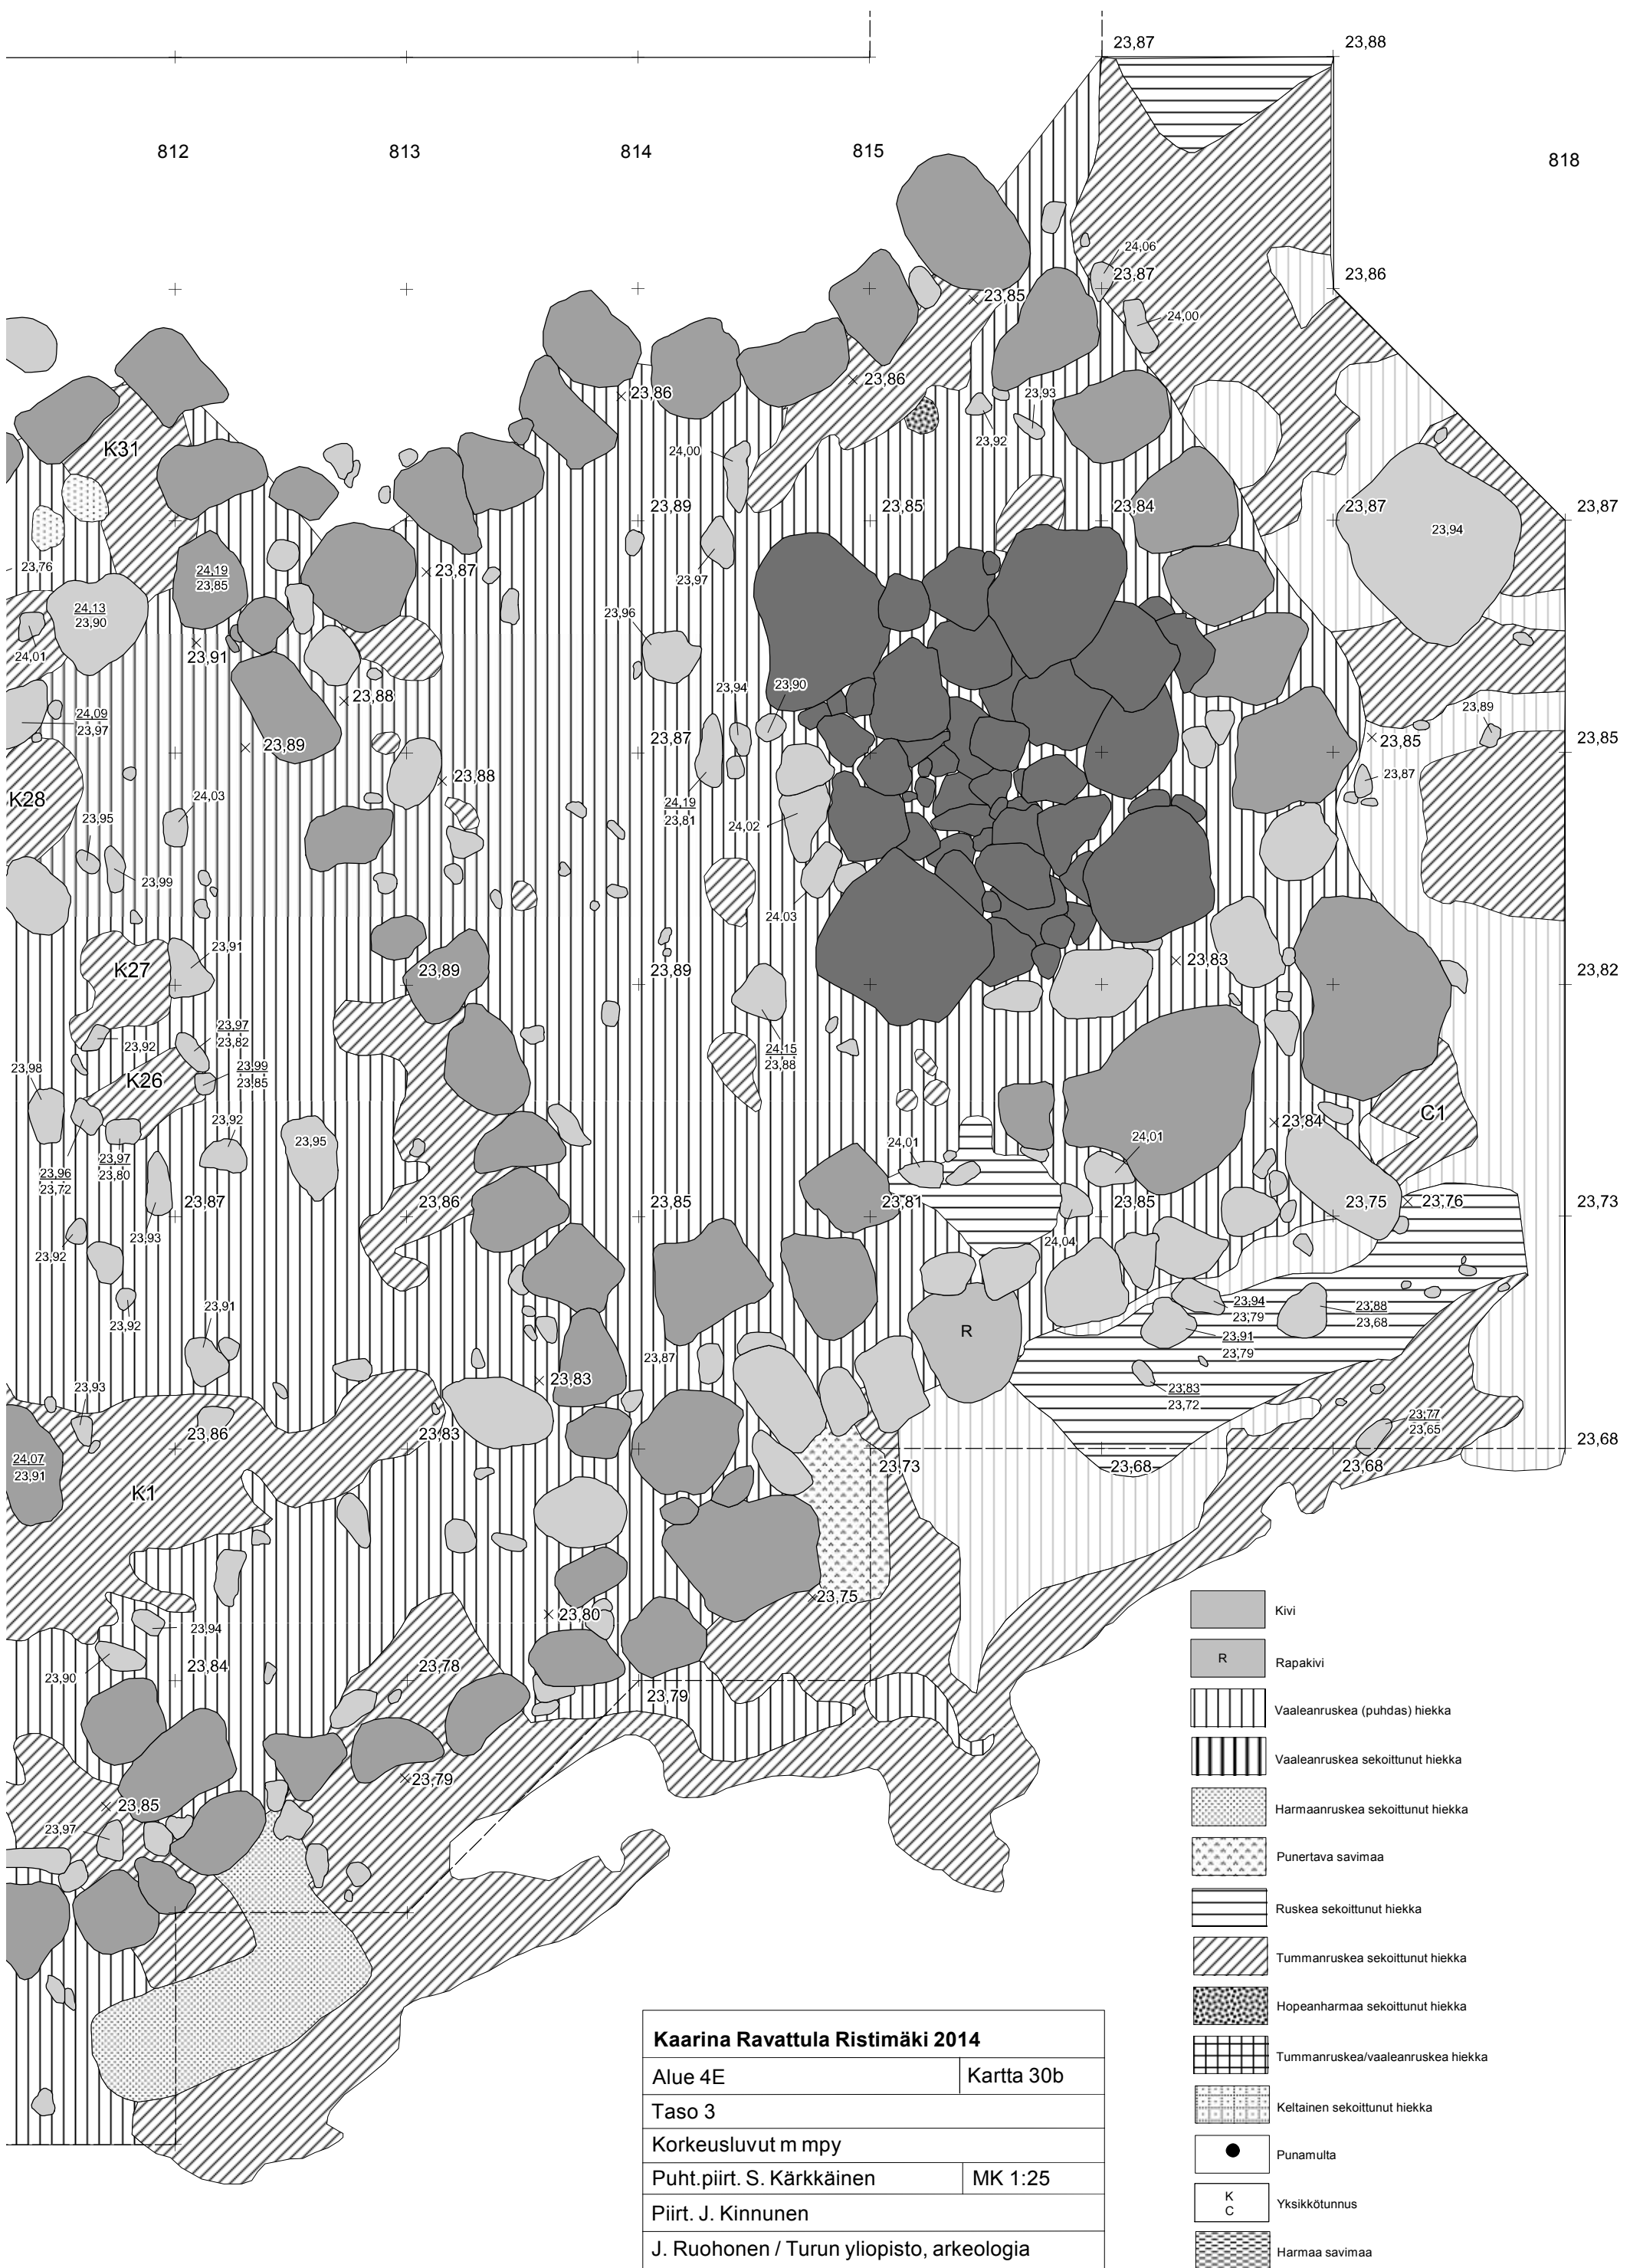 23,87 23,88
812 813 814 815 818
24,06
23,87 23,86
23,85
24,00
23,86 23,86
23,93
K31 24,00 23,92
23,89 23,85 23,84 23,87 23,87
23,94
23,76 24,19 23,87
23,85 23,97
24,13
23,90 23,96
24,01 23,91
23,88 23,94 23,90
24,09 23,89
23,97 23,87 23,85 23,85
23,89
23,88 23,87
K28 24,03 24,19
23,81
23,95 24,02
23,99
24,03
23,91
K27 23,89 23,89 23,83 23,82
23,97
23,92 23,82 24,15
23,98 23,99 23,88
K26 23,85
23,92 23,84 C1
23,95 24,01 24,01
23,96 23,97
23,72 23,80
23,87 23,86 23,85 23,81 23,85 23,75 23,76 23,73
23,93
23,92 24,04
23,91 23,94 23,88
23,92 23,79 23,68
R 23,91
23,87 23,79
23,83
23,93 23,83
23,72
23,86 23,83 23,77
23,65
24,07 23,73 23,68 23,68 23,68
23,91
K1
23,75
23,80
23,94
23,90 23,84 23,78
23,79
23,79
23,85
23,97
Kivi
R Rapakivi
Vaaleanruskea (puhdas) hiekka
Vaaleanruskea sekoittunut hiekka
Harmaanruskea sekoittunut hiekka
Punertava savimaa
Ruskea sekoittunut hiekka
Tummanruskea sekoittunut hiekka
Hopeanharmaa sekoittunut hiekka
Tummanruskea/vaaleanruskea hiekka
Keltainen sekoittunut hiekka
Punamulta
K
C Yksikkötunnus
Harmaa savimaa
Kaarina Ravattula Ristimäki 2014
Alue 4E Kartta 30b
Taso 3
Korkeusluvut m mpy
Puht.piirt. S. Kärkkäinen MK 1:25
Piirt. J. Kinnunen
J. Ruohonen / Turun yliopisto, arkeologia